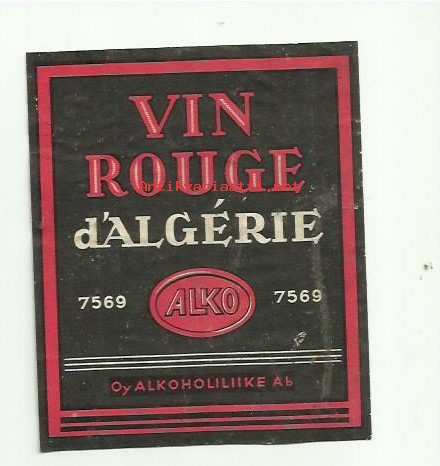 VIN
ROUGE
d'ALGÉRIE
7569 ALKO 7569
Oy ALKOHOLILIIKE Ab